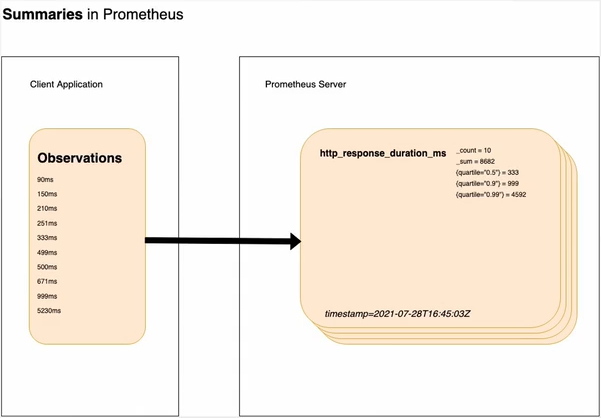 Summaries in Prometheus
Client Application
Observations
90ms
150ms
210ms
251ms
333ms
499ms
500ms
671ms
999ms
5230ms
Prometheus Server
http_response_duration_ms
_count = 10
_sum = 8682
{quartile="0.5"} = 333
{quartile="0.9"} = 999
{quartile="0.99"} = 4592
timestamp=2021-07-28T16:45:03Z